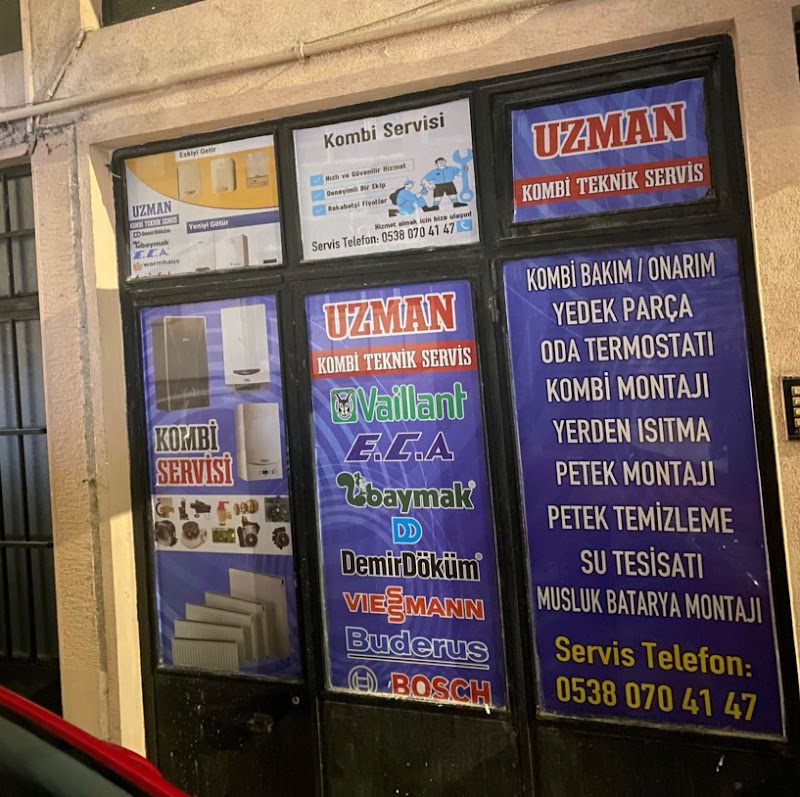 Eskiyi Getir
UZMAN
KOMBİ TEKNİK SERVİS
DemirDöküm
baymak
E.C.A.
warmhaus
Yeniyi Götür
Kombi Servisi
Hızlı ve Güvenilir Hizmet
Deneyimli Bir Ekip
Rekabetçi Fiyatlar
Hizmet almak için bize ulaşın!
Servis Telefon: 0538 070 41 47
UZMAN
KOMBİ TEKNİK SERVİS
KOMBİ
SERVİSİ
UZMAN
KOMBİ TEKNİK SERVİS
Vaillant
E.C.A
baymak
DD
DemirDöküm
VIESSMANN
Buderus
BOSCH
KOMBİ BAKIM / ONARIM
YEDEK PARÇA
ODA TERMOSTATI
KOMBİ MONTAJI
YERDEN ISITMA
PETEK MONTAJI
PETEK TEMİZLEME
SU TESİSATI
MUSLUK BATARYA MONTAJI
Servis Telefon:
0538 070 41 47